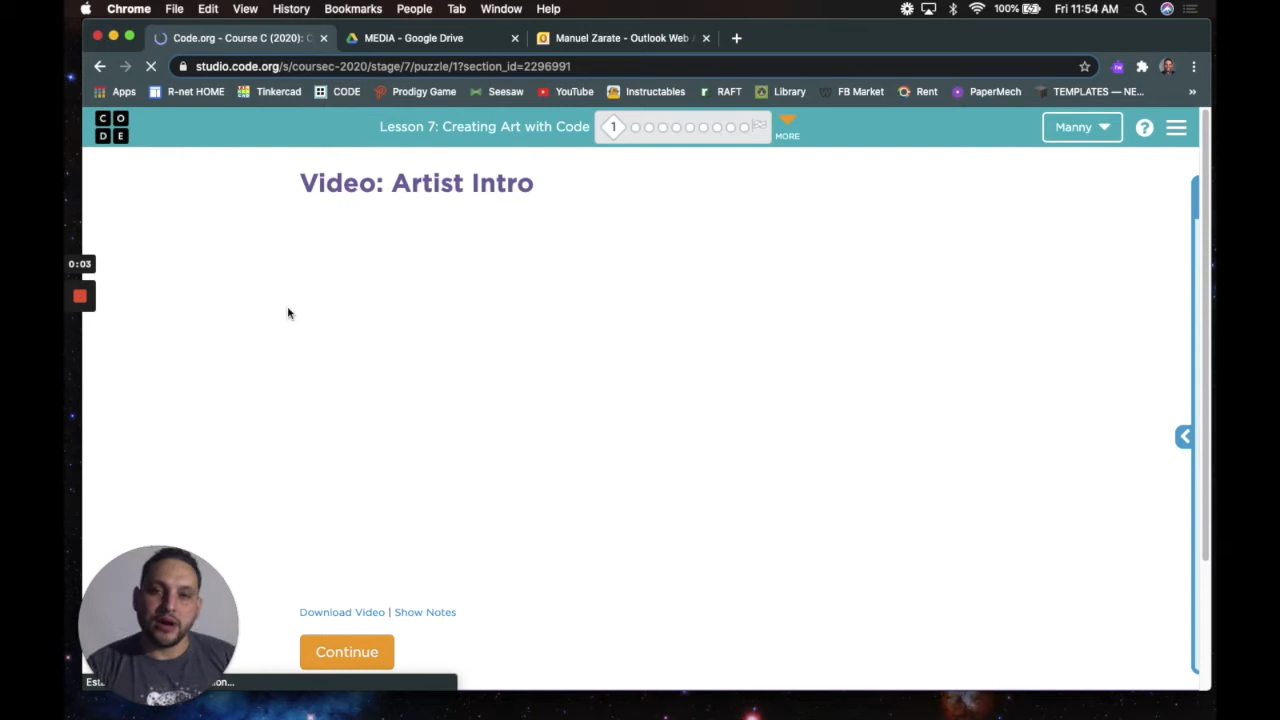 Chrome File Edit View History Bookmarks People Tab Window Help 100% Fri 11:54 AM
Code.org - Course C (2020): C MEDIA - Google Drive Manuel Zarate - Outlook Web
studio.code.org/s/coursec-2020/stage/7/puzzle/1?section_id=2296991
Apps R-net HOME Tinkercad CODE Prodigy Game Seesaw YouTube Instructables RAFT Library FB Market Rent PaperMech TEMPLATES — NE... »
C O
D E
Lesson 7: Creating Art with Code 1 MORE Manny ?
Video: Artist Intro
0:03
Download Video | Show Notes
Continue